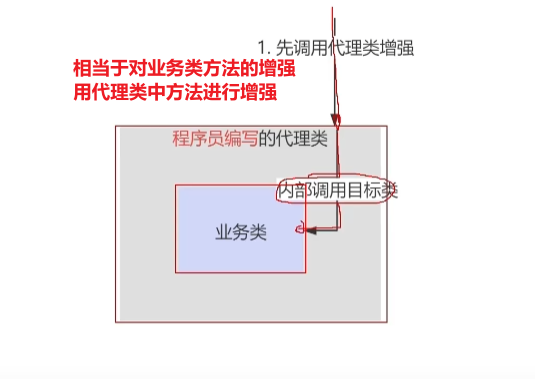 1. 先调用代理类增强
相当于对业务类方法的增强
用代理类中方法进行增强
程序员编写的代理类
内部调用目标类
业务类